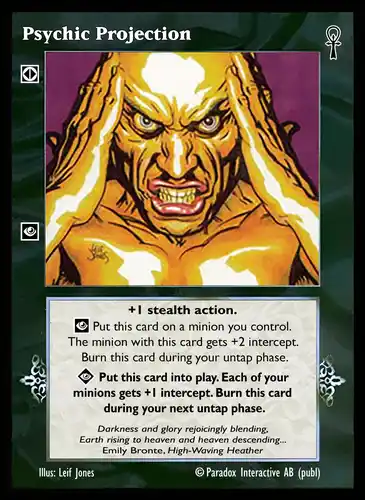 Psychic Projection
Leif
Jones
+1 stealth action.
Put this card on a minion you control.
The minion with this card gets +2 intercept.
Burn this card during your untap phase.
Put this card into play. Each of your
minions gets +1 intercept. Burn this card
during your next untap phase.
Darkness and glory rejoicingly blending,
Earth rising to heaven and heaven descending...
Emily Bronte, High-Waving Heather
Illus: Leif Jones © Paradox Interactive AB (publ)